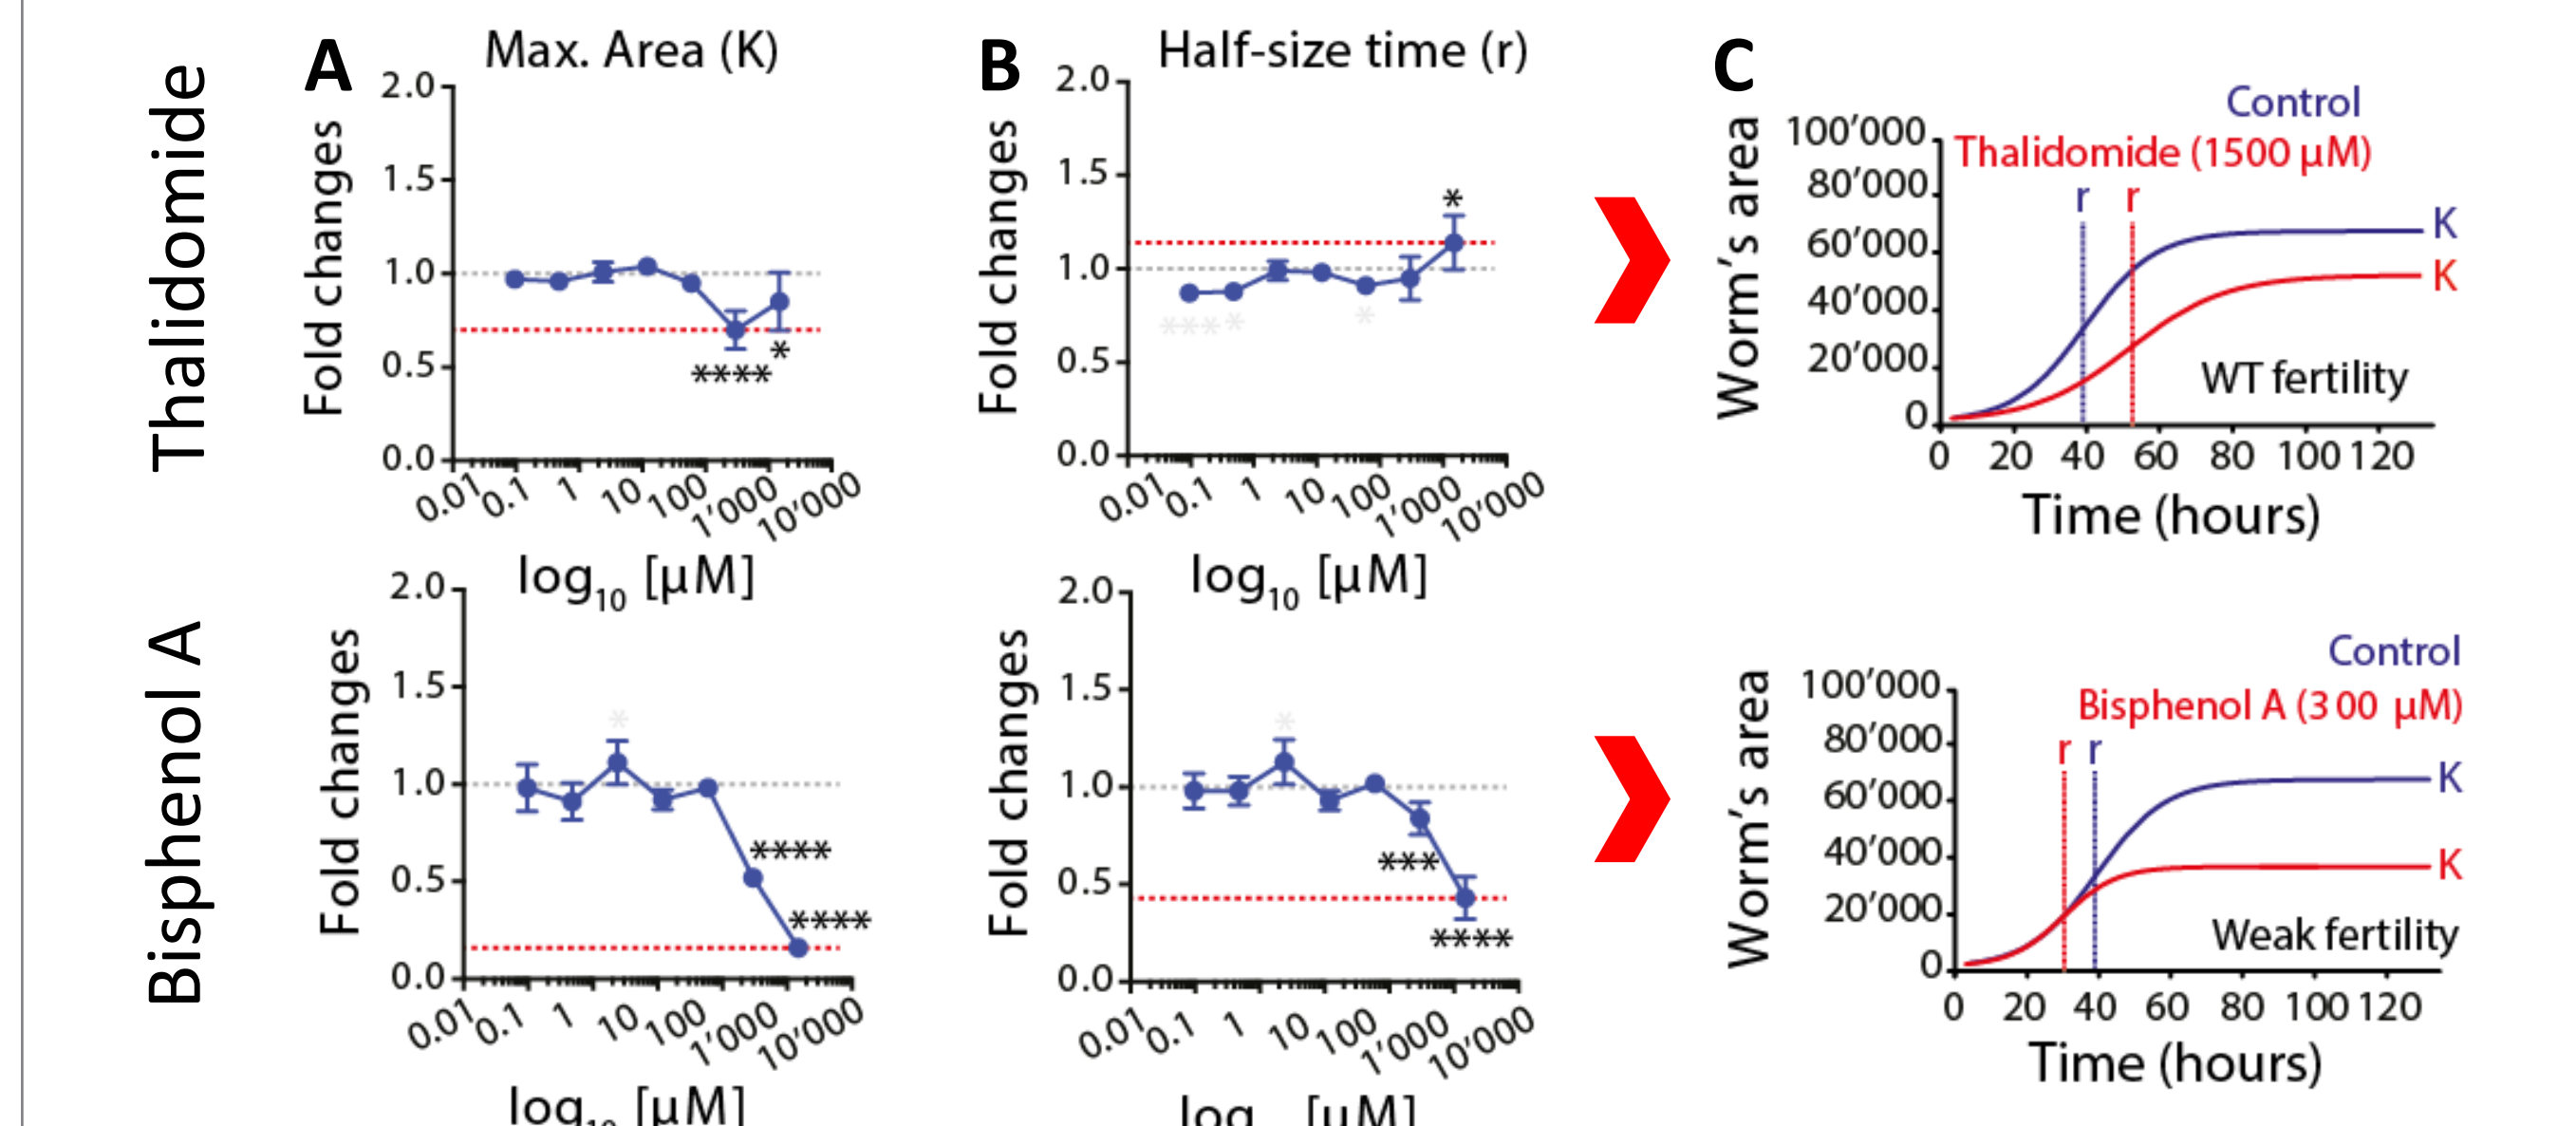 Thalidomide
A
Max. Area (K)
Fold changes
2.0
1.5
1.0
0.5
0.0
****
*
0.01
0.1
1
10
100
1'000
10'000
log10 [µM]
B
Half-size time (r)
Fold changes
2.0
1.5
1.0
0.5
0.0
***
*
*
*
0.01
0.1
1
10
100
1'000
10'000
log10 [µM]
C
Control
Thalidomide (1500 µM)
Worm's area
100'000
80'000
60'000
40'000
20'000
0
r
r
K
K
WT fertility
0 20 40 60 80 100 120
Time (hours)
Bisphenol A
Fold changes
2.0
1.5
1.0
0.5
0.0
*
****
****
0.01
0.1
1
10
100
1'000
10'000
log10 [µM]
Fold changes
2.0
1.5
1.0
0.5
0.0
*
***
****
0.01
0.1
1
10
100
1'000
10'000
log [µM]
Control
Bisphenol A (300 µM)
Worm's area
100'000
80'000
60'000
40'000
20'000
0
r
r
K
K
Weak fertility
0 20 40 60 80 100 120
Time (hours)